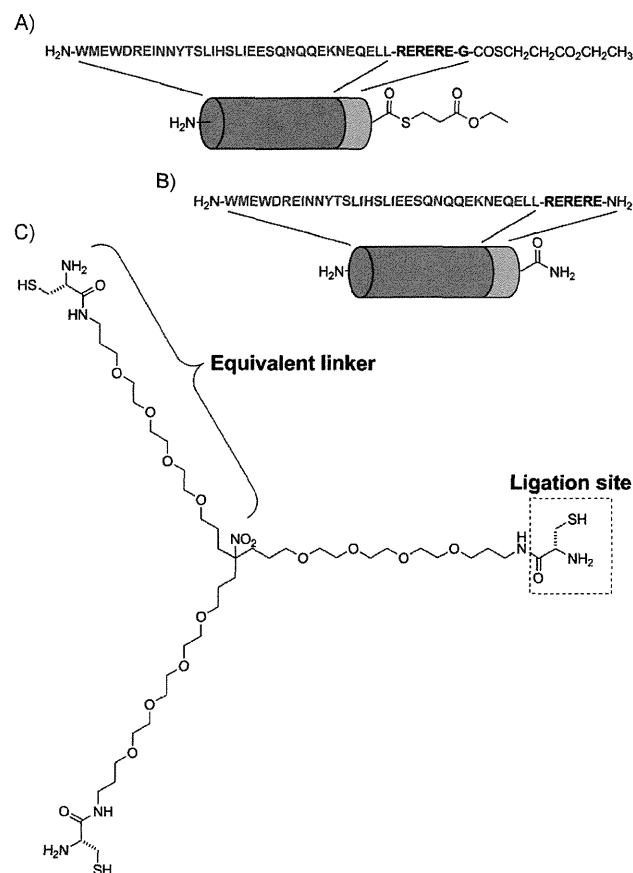 A)
H₂N-WMEWDREINNYTSLIHSLIEESQNQQEKNEQELL-RERERE-G-COSCH₂CH₂CO₂CH₂CH₃
O O
H₂N S O
B)
H₂N-WMEWDREINNYTSLIHSLIEESQNQQEKNEQELL-RERERE-NH₂
C)
O
H₂N NH₂
NH₂
HS O
HN
Equivalent linker
O
O
O
O
Ligation site
SH
NO₂
H
N
O O O O
NH₂
O
O
O
O
O
O NH
H₂N
SH